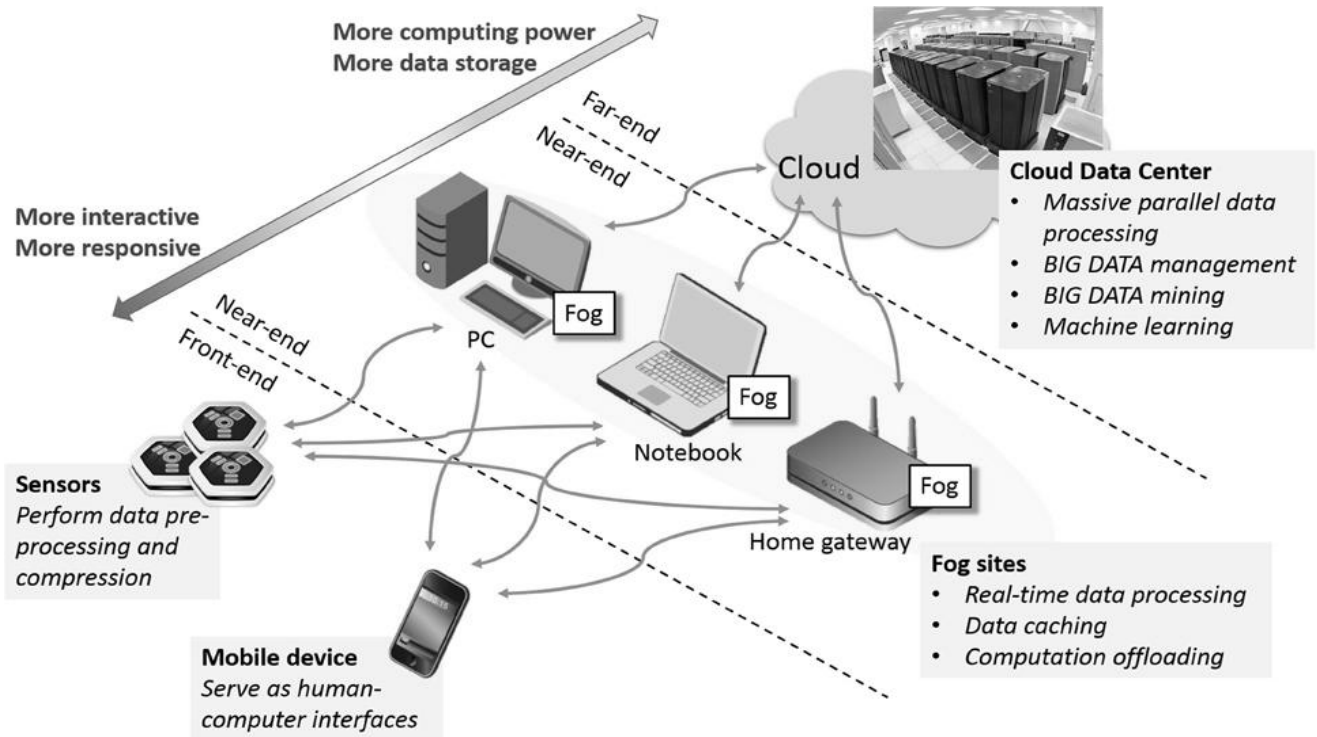 More computing power
More data storage
Far-end
Near-end
Cloud
Cloud Data Center
• Massive parallel data
processing
• BIG DATA management
• BIG DATA mining
• Machine learning
More interactive
More responsive
Near-end
Front-end
Fog
PC
Fog
Notebook
Fog
Home gateway
Sensors
Perform data pre-
processing and
compression
Fog sites
• Real-time data processing
• Data caching
• Computation offloading
Mobile device
Serve as human-
computer interfaces